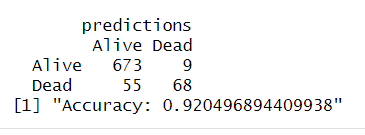 predictions
Alive Dead
Alive 673 9
Dead 55 68
[1] "Accuracy: 0.920496894409938"